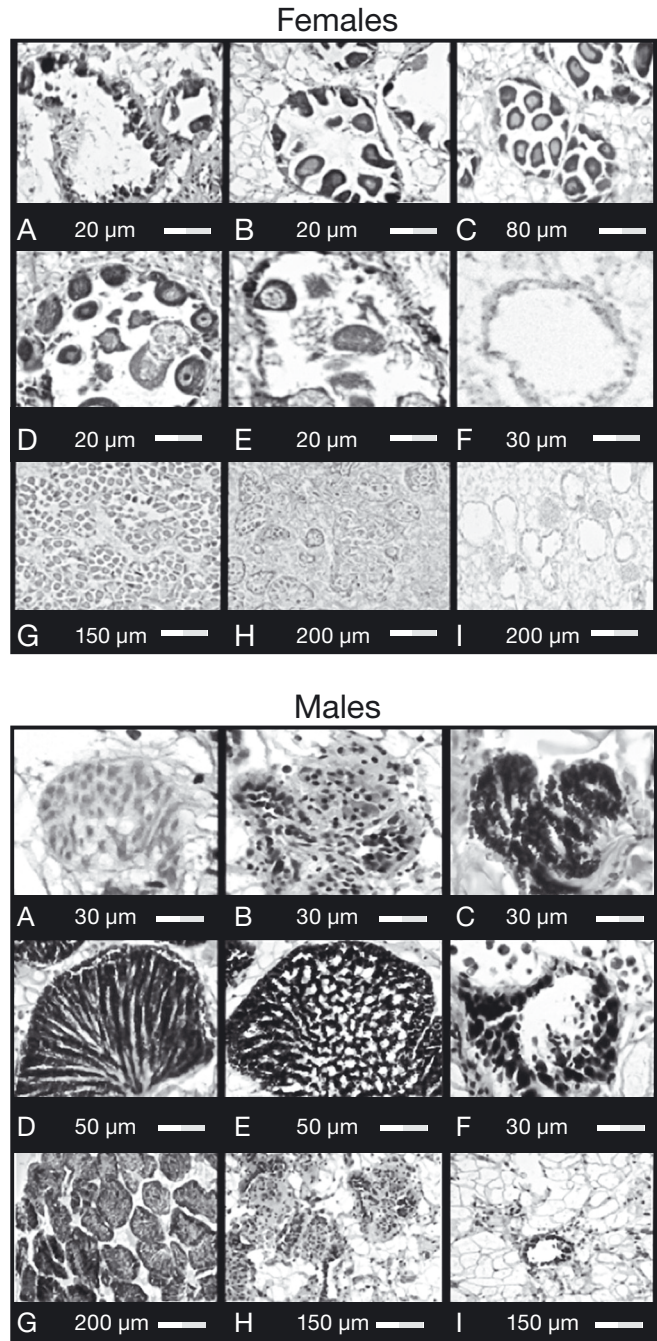 Females
A 20 µm B 20 µm C 80 µm
D 20 µm E 20 µm F 30 µm
G 150 µm H 200 µm I 200 µm
Males
A 30 µm B 30 µm C 30 µm
D 50 µm E 50 µm F 30 µm
G 200 µm H 150 µm I 150 µm